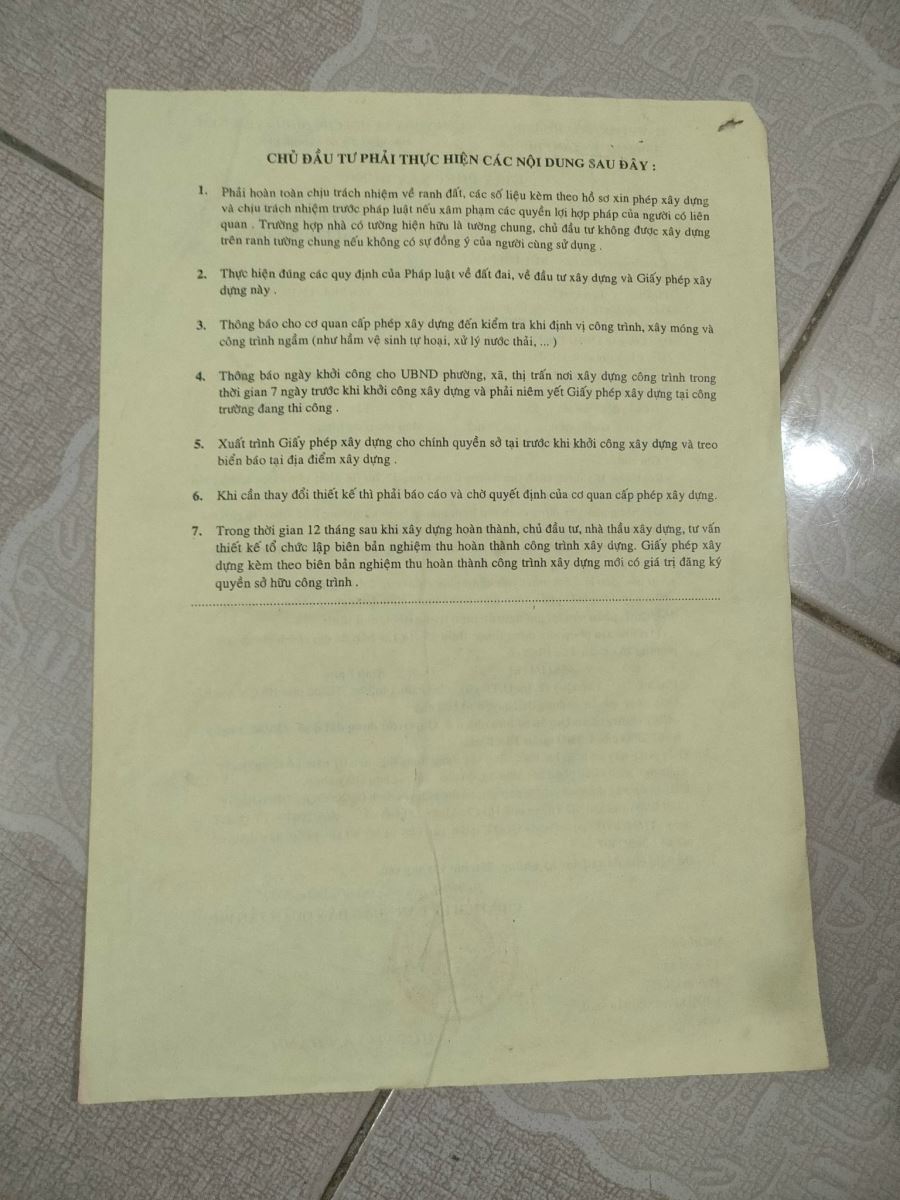 CHỦ ĐẦU TƯ PHẢI THỰC HIỆN CÁC NỘI DUNG SAU ĐÂY :
1. Phải hoàn toàn chịu trách nhiệm về ranh đất, các số liệu kèm theo hồ sơ xin phép xây dựng
và chịu trách nhiệm trước pháp luật nếu xâm phạm các quyền lợi hợp pháp của người có liên
quan . Trường hợp nhà có tường hiện hữu là tường chung, chủ đầu tư không được xây dựng
trên ranh tường chung nếu không có sự đồng ý của người cùng sử dụng .
2. Thực hiện đúng các quy định của Pháp luật về đất đai, về đầu tư xây dựng và Giấy phép xây
dựng này .
3. Thông báo cho cơ quan cấp phép xây dựng đến kiểm tra khi định vị công trình, xây móng và
công trình ngầm (như hầm vệ sinh tự hoại, xử lý nước thải, ... )
4. Thông báo ngày khởi công cho UBND phường, xã, thị trấn nơi xây dựng công trình trong
thời gian 7 ngày trước khi khởi công xây dựng và phải niêm yết Giấy phép xây dựng tại công
trường đang thi công .
5. Xuất trình Giấy phép xây dựng cho chính quyền sở tại trước khi khởi công xây dựng và treo
biển báo tại địa điểm xây dựng .
6. Khi cần thay đổi thiết kế thì phải báo cáo và chờ quyết định của cơ quan cấp phép xây dựng.
7. Trong thời gian 12 tháng sau khi xây dựng hoàn thành, chủ đầu tư, nhà thầu xây dựng, tư vấn
thiết kế tổ chức lập biên bản nghiệm thu hoàn thành công trình xây dựng. Giấy phép xây
dựng kèm theo biên bản nghiệm thu hoàn thành công trình xây dựng mới có giá trị đăng ký
quyền sở hữu công trình .